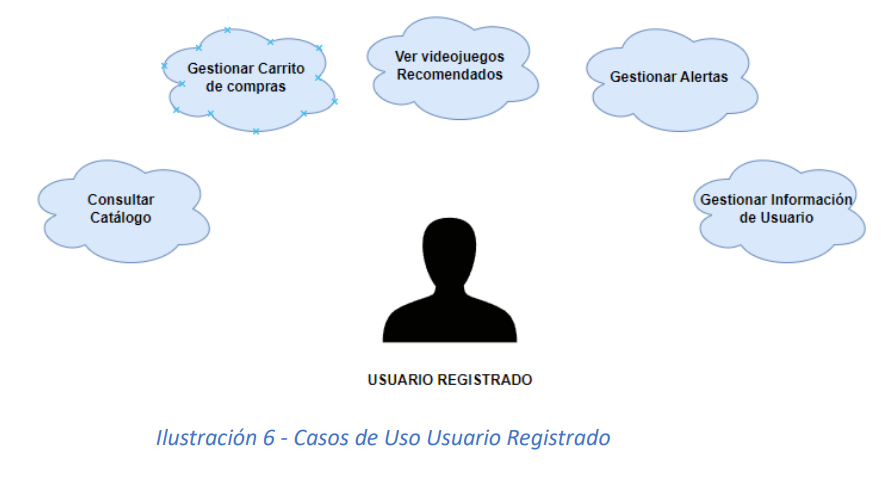 Gestionar Carrito
de compras
Ver videojuegos
Recomendados
Gestionar Alertas
Consultar
Catálogo
Gestionar Información
de Usuario
USUARIO REGISTRADO
Ilustración 6 - Casos de Uso Usuario Registrado